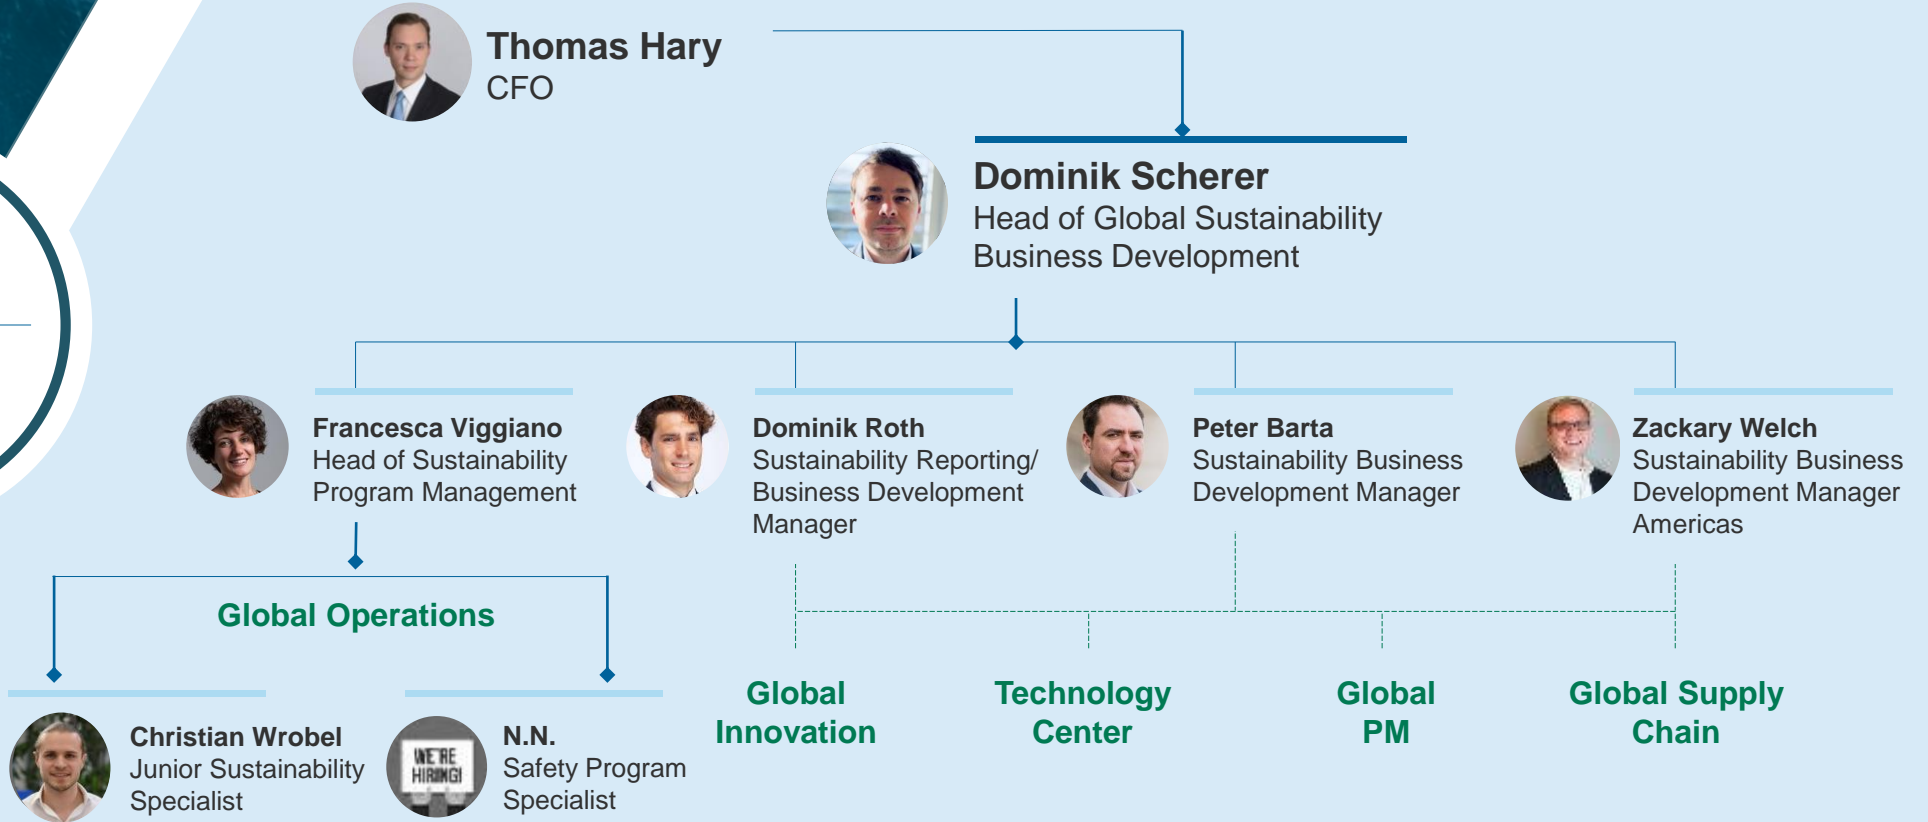 Thomas Hary
CFO
Dominik Scherer
Head of Global Sustainability
Business Development
Francesca Viggiano
Head of Sustainability
Program Management
Dominik Roth
Sustainability Reporting/
Business Development
Manager
Peter Barta
Sustainability Business
Development Manager
Zackary Welch
Sustainability Business
Development Manager
Americas
Global Operations
Christian Wrobel
Junior Sustainability
Specialist
WE'RE
HIRING!
N.N.
Safety Program
Specialist
Global
Innovation
Technology
Center
Global
PM
Global Supply
Chain